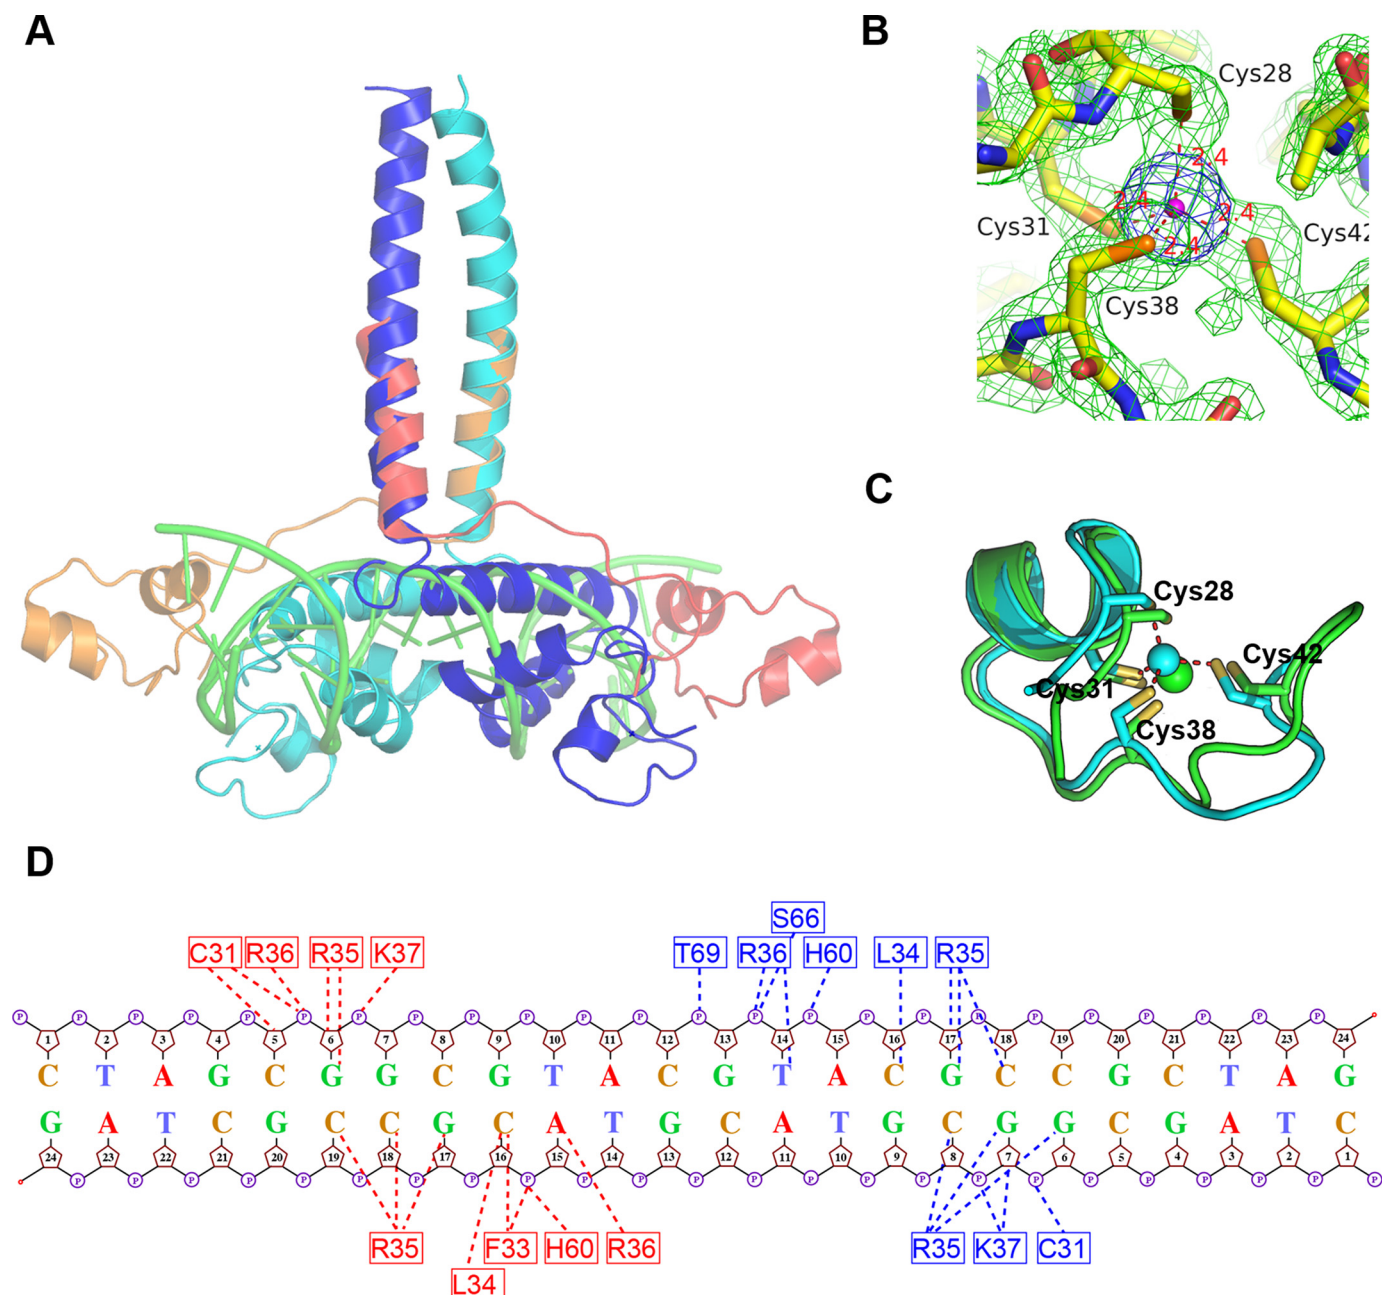 A
B
Cys28
2.4
2.4
2.4
Cys31
Cys42
2.4
Cys38
C
Cys28
Cys42
Cys31
Cys38
D
S66
C31 R36 R35 K37 T69 R36 H60 L34 R35
P P P P P P P P P P P P P P P P P P P P P P P P
1 2 3 4 5 6 7 8 9 10 11 12 13 14 15 16 17 18 19 20 21 22 23 24
C T A G C G G C G T A C G T A C G C C G C T A G
G A T C G C C G C A T G C A T G C G G C G A T C
24 23 22 21 20 19 18 17 16 15 14 13 12 11 10 9 8 7 6 5 4 3 2 1
P P P P P P P P P P P P P P P P P P P P P P P P
R35 F33 H60 R36 R35 K37 C31
L34